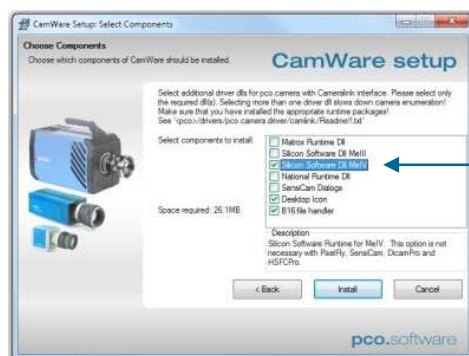 CamWare Setup: Select Components
Choose Components
Choose which components of CamWare should be installed.
CamWare setup
Select additional driver dlls for pco.camera with Cameralink interface. Please select only
the required dll(s). Selecting more than one driver dll slows down camera enumeration!
Make sure that you have installed the appropriate runtime packages!
See '<pco>/drivers/pco camera driver/camlink/Readme!!.txt'
Select components to install:
Matrox Runtime Dll
Silicon Software Dll MeIII
Silicon Software Dll MeIV
National Runtime Dll
SensiCam Dialogs
Desktop Icon
B16 file handler
Space required: 26.1MB
Description
Silicon Software Runtime for MeIV. This option is not
necessary with PixelFly, SensiCam, DicamPro and
HSFCPro.
< Back
Install
Cancel
pco.software